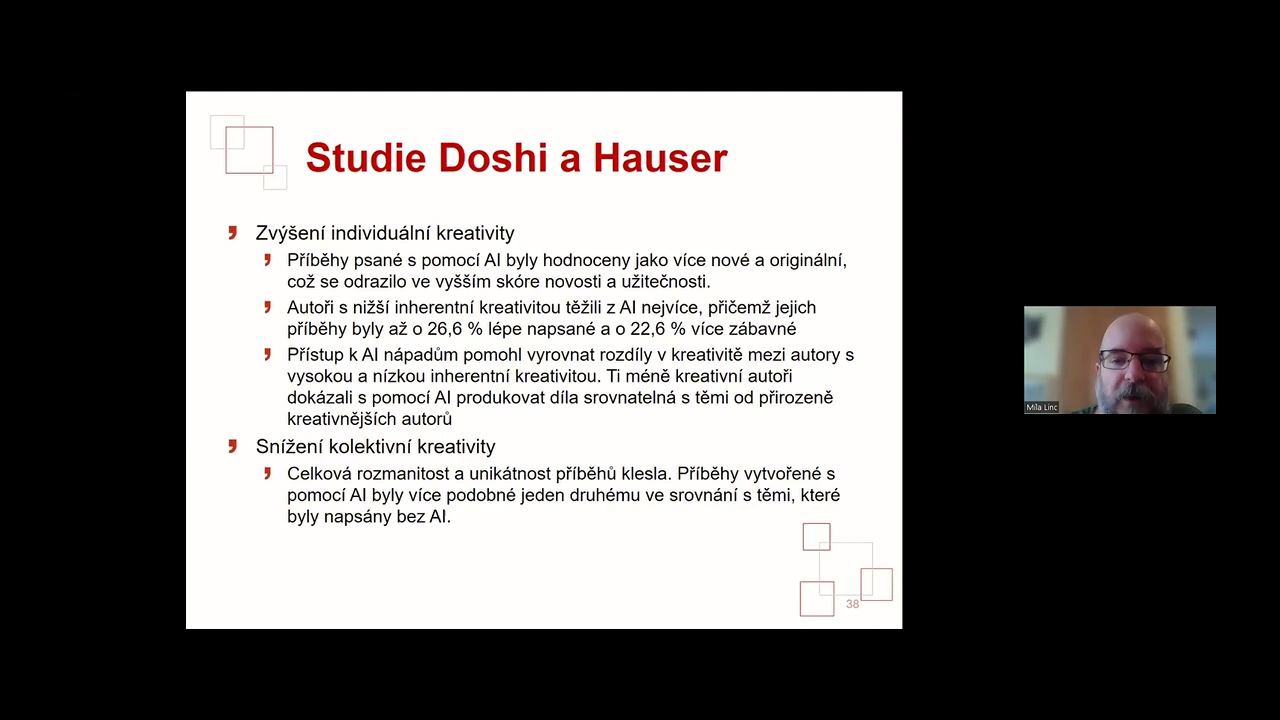 Studie Doshi a Hauser
Zvýšení individuální kreativity
Příběhy psané s pomocí AI byly hodnoceny jako více nové a originální,
což se odrazilo ve vyšším skóre novosti a užitečnosti.
Autoři s nižší inherentní kreativitou těžili z AI nejvíce, přičemž jejich
příběhy byly až o 26,6 % lépe napsané a o 22,6 % více zábavné
Přístup k AI nápadům pomohl vyrovnat rozdíly v kreativitě mezi autory s
vysokou a nízkou inherentní kreativitou. Ti méně kreativní autoři
dokázali s pomocí AI produkovat díla srovnatelná s těmi od přirozeně
kreativnějších autorů
Snížení kolektivní kreativity
Celková rozmanitost a unikátnost příběhů klesla. Příběhy vytvořené s
pomocí AI byly více podobné jeden druhému ve srovnání s těmi, které
byly napsány bez AI.
38
Míla Linc